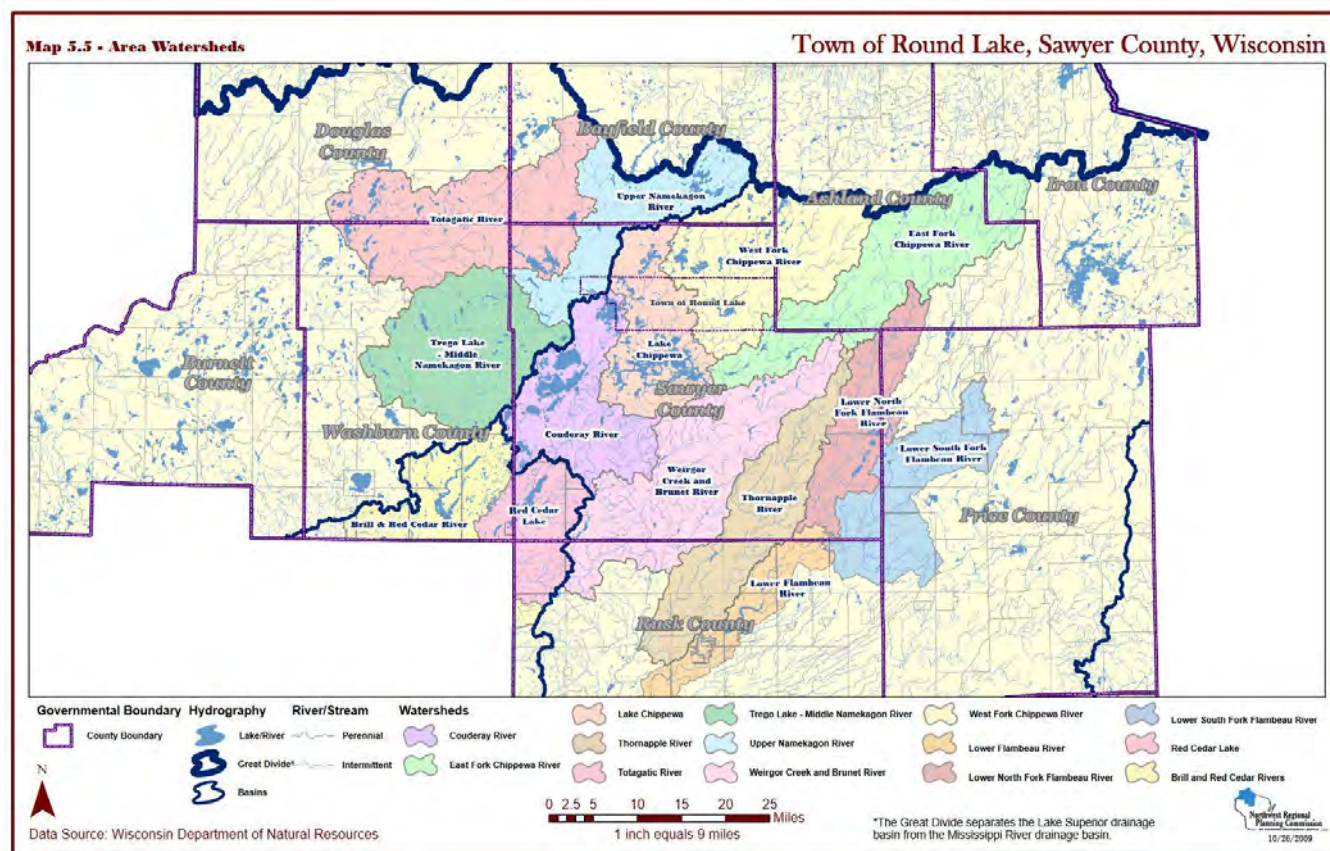 Map 5.5 - Area Watersheds
Town of Round Lake, Sawyer County, Wisconsin
Douglas
County
Bayfield County
Ashland County
Iron County
Upper Namekagon
River
Totagatic River
East Fork
Chippewa River
West Fork
Chippewa River
Town of Round Lake
Trego Lake
- Middle
Namekagon River
Lake
Chippewa
Burnett
County
Sawyer
County
Washburn County
Lower North
Fork Flambeau
River
Couderay River
Lower South Fork
Flambeau River
Weirgor
Creek and
Brunet River
Thornapple
River
Red Cedar
Lake
Price County
Brill & Red Cedar River
Lower Flambeau
River
Rusk County
Governmental Boundary
County Boundary
Hydrography
Lake/River
Great Divide*
Basins
River/Stream
Perennial
Intermittent
Watersheds
Couderay River
East Fork Chippewa River
Lake Chippewa
Thornapple River
Totagatic River
Trego Lake - Middle Namekagon River
Upper Namekagon River
Weirgor Creek and Brunet River
West Fork Chippewa River
Lower Flambeau River
Lower North Fork Flambeau River
Lower South Fork Flambeau River
Red Cedar Lake
Brill and Red Cedar Rivers
N
0 2.5 5 10 15 20 25
Miles
1 inch equals 9 miles
Data Source: Wisconsin Department of Natural Resources
*The Great Divide separates the Lake Superior drainage
basin from the Mississippi River drainage basin.
Northwest Regional
Planning Commission
10/26/2009